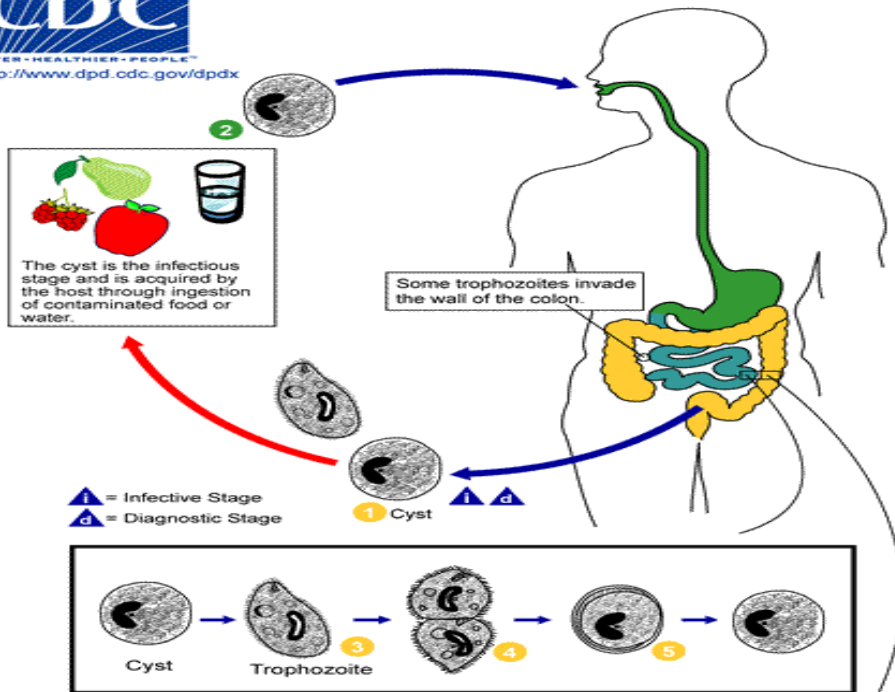 CDC
ER • HEALTHIER • PEOPLE™
p://www.dpd.cdc.gov/dpdx
2
The cyst is the infectious
stage and is acquired by
the host through ingestion
of contaminated food or
water.
Some trophozoites invade
the wall of the colon.
i = Infective Stage
d = Diagnostic Stage
1 Cyst
i d
Cyst
Trophozoite
3
4
5